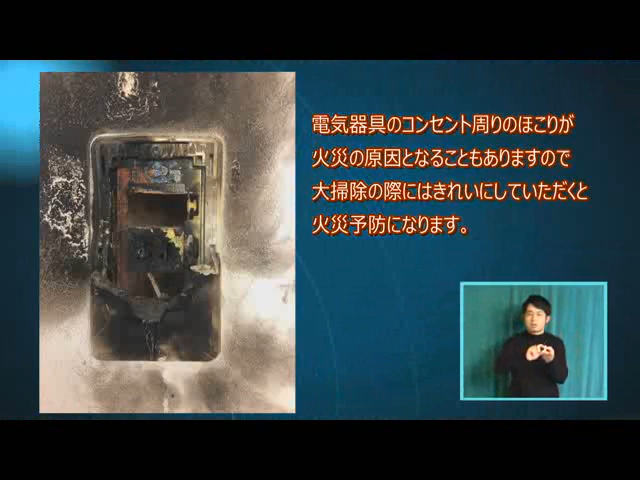 電気器具のコンセント周りのほこりが
火災の原因となることもありますので
大掃除の際にはきれいにしていただくと
火災予防になります。